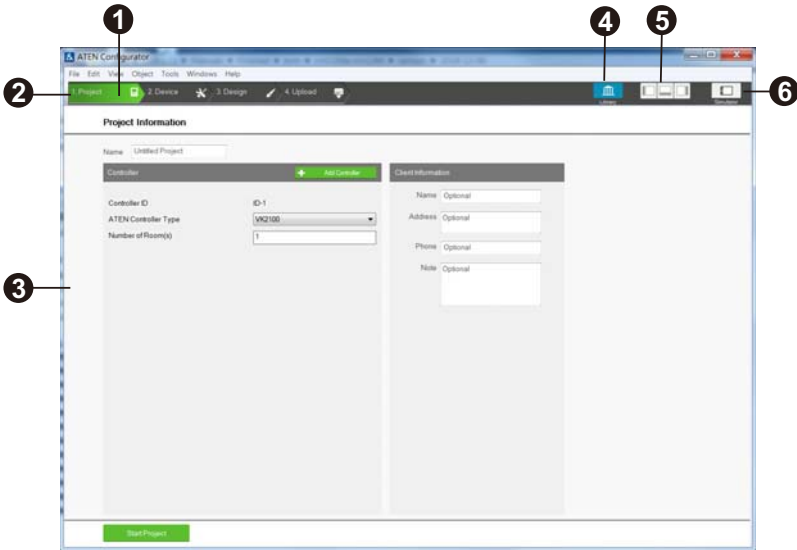 1
4
5
ATEN Configurator
File Edit View Object Tools Windows Help
2
1. Project 2. Device 3. Design 4. Upload
Library
Simulator
6
Project Information
Name Untitled Project
Controller
Add Controller
Client Information
Controller ID ID-1
ATEN Controller Type VK2100
Number of Room(s) 1
Name Optional
Address Optional
Phone Optional
Note Optional
3
Start Project